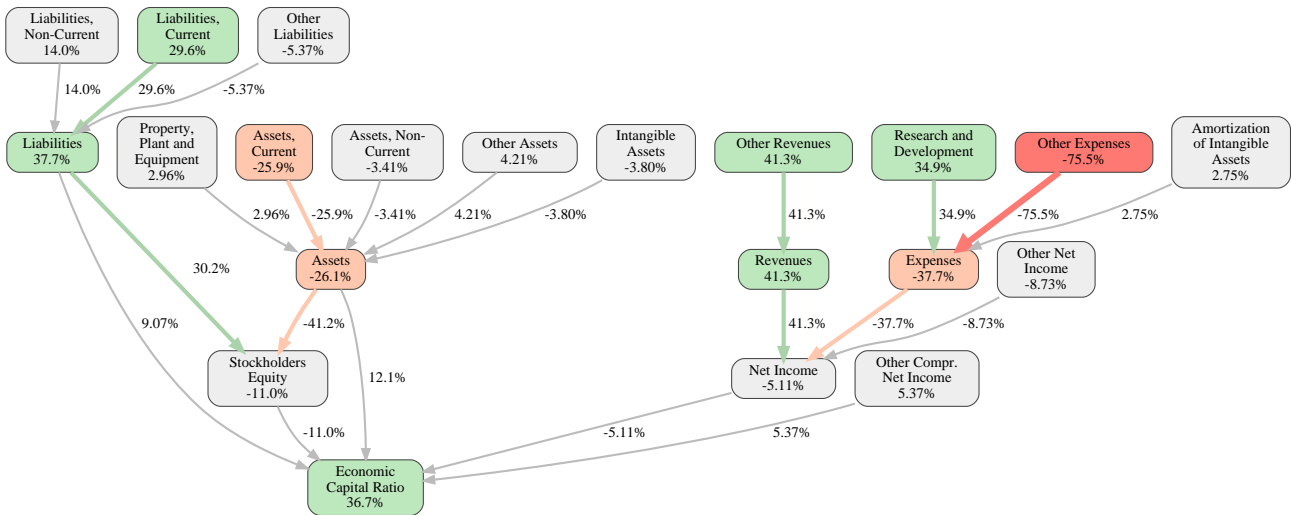 Liabilities,
Non-Current
14.0%
Liabilities,
Current
29.6%
Other
Liabilities
-5.37%
14.0%
29.6%
-5.37%
Liabilities
37.7%
Property,
Plant and
Equipment
2.96%
Assets,
Current
-25.9%
Assets, Non-
Current
-3.41%
Other Assets
4.21%
Intangible
Assets
-3.80%
Other Revenues
41.3%
Research and
Development
34.9%
Other Expenses
-75.5%
Amortization
of Intangible
Assets
2.75%
2.96%
-25.9%
-3.41%
4.21%
-3.80%
41.3%
34.9%
-75.5%
2.75%
30.2%
Assets
-26.1%
Revenues
41.3%
Expenses
-37.7%
Other Net
Income
-8.73%
9.07%
-41.2%
41.3%
-37.7%
-8.73%
Stockholders
Equity
-11.0%
12.1%
Net Income
-5.11%
Other Compr.
Net Income
5.37%
-11.0%
-5.11%
5.37%
Economic
Capital Ratio
36.7%